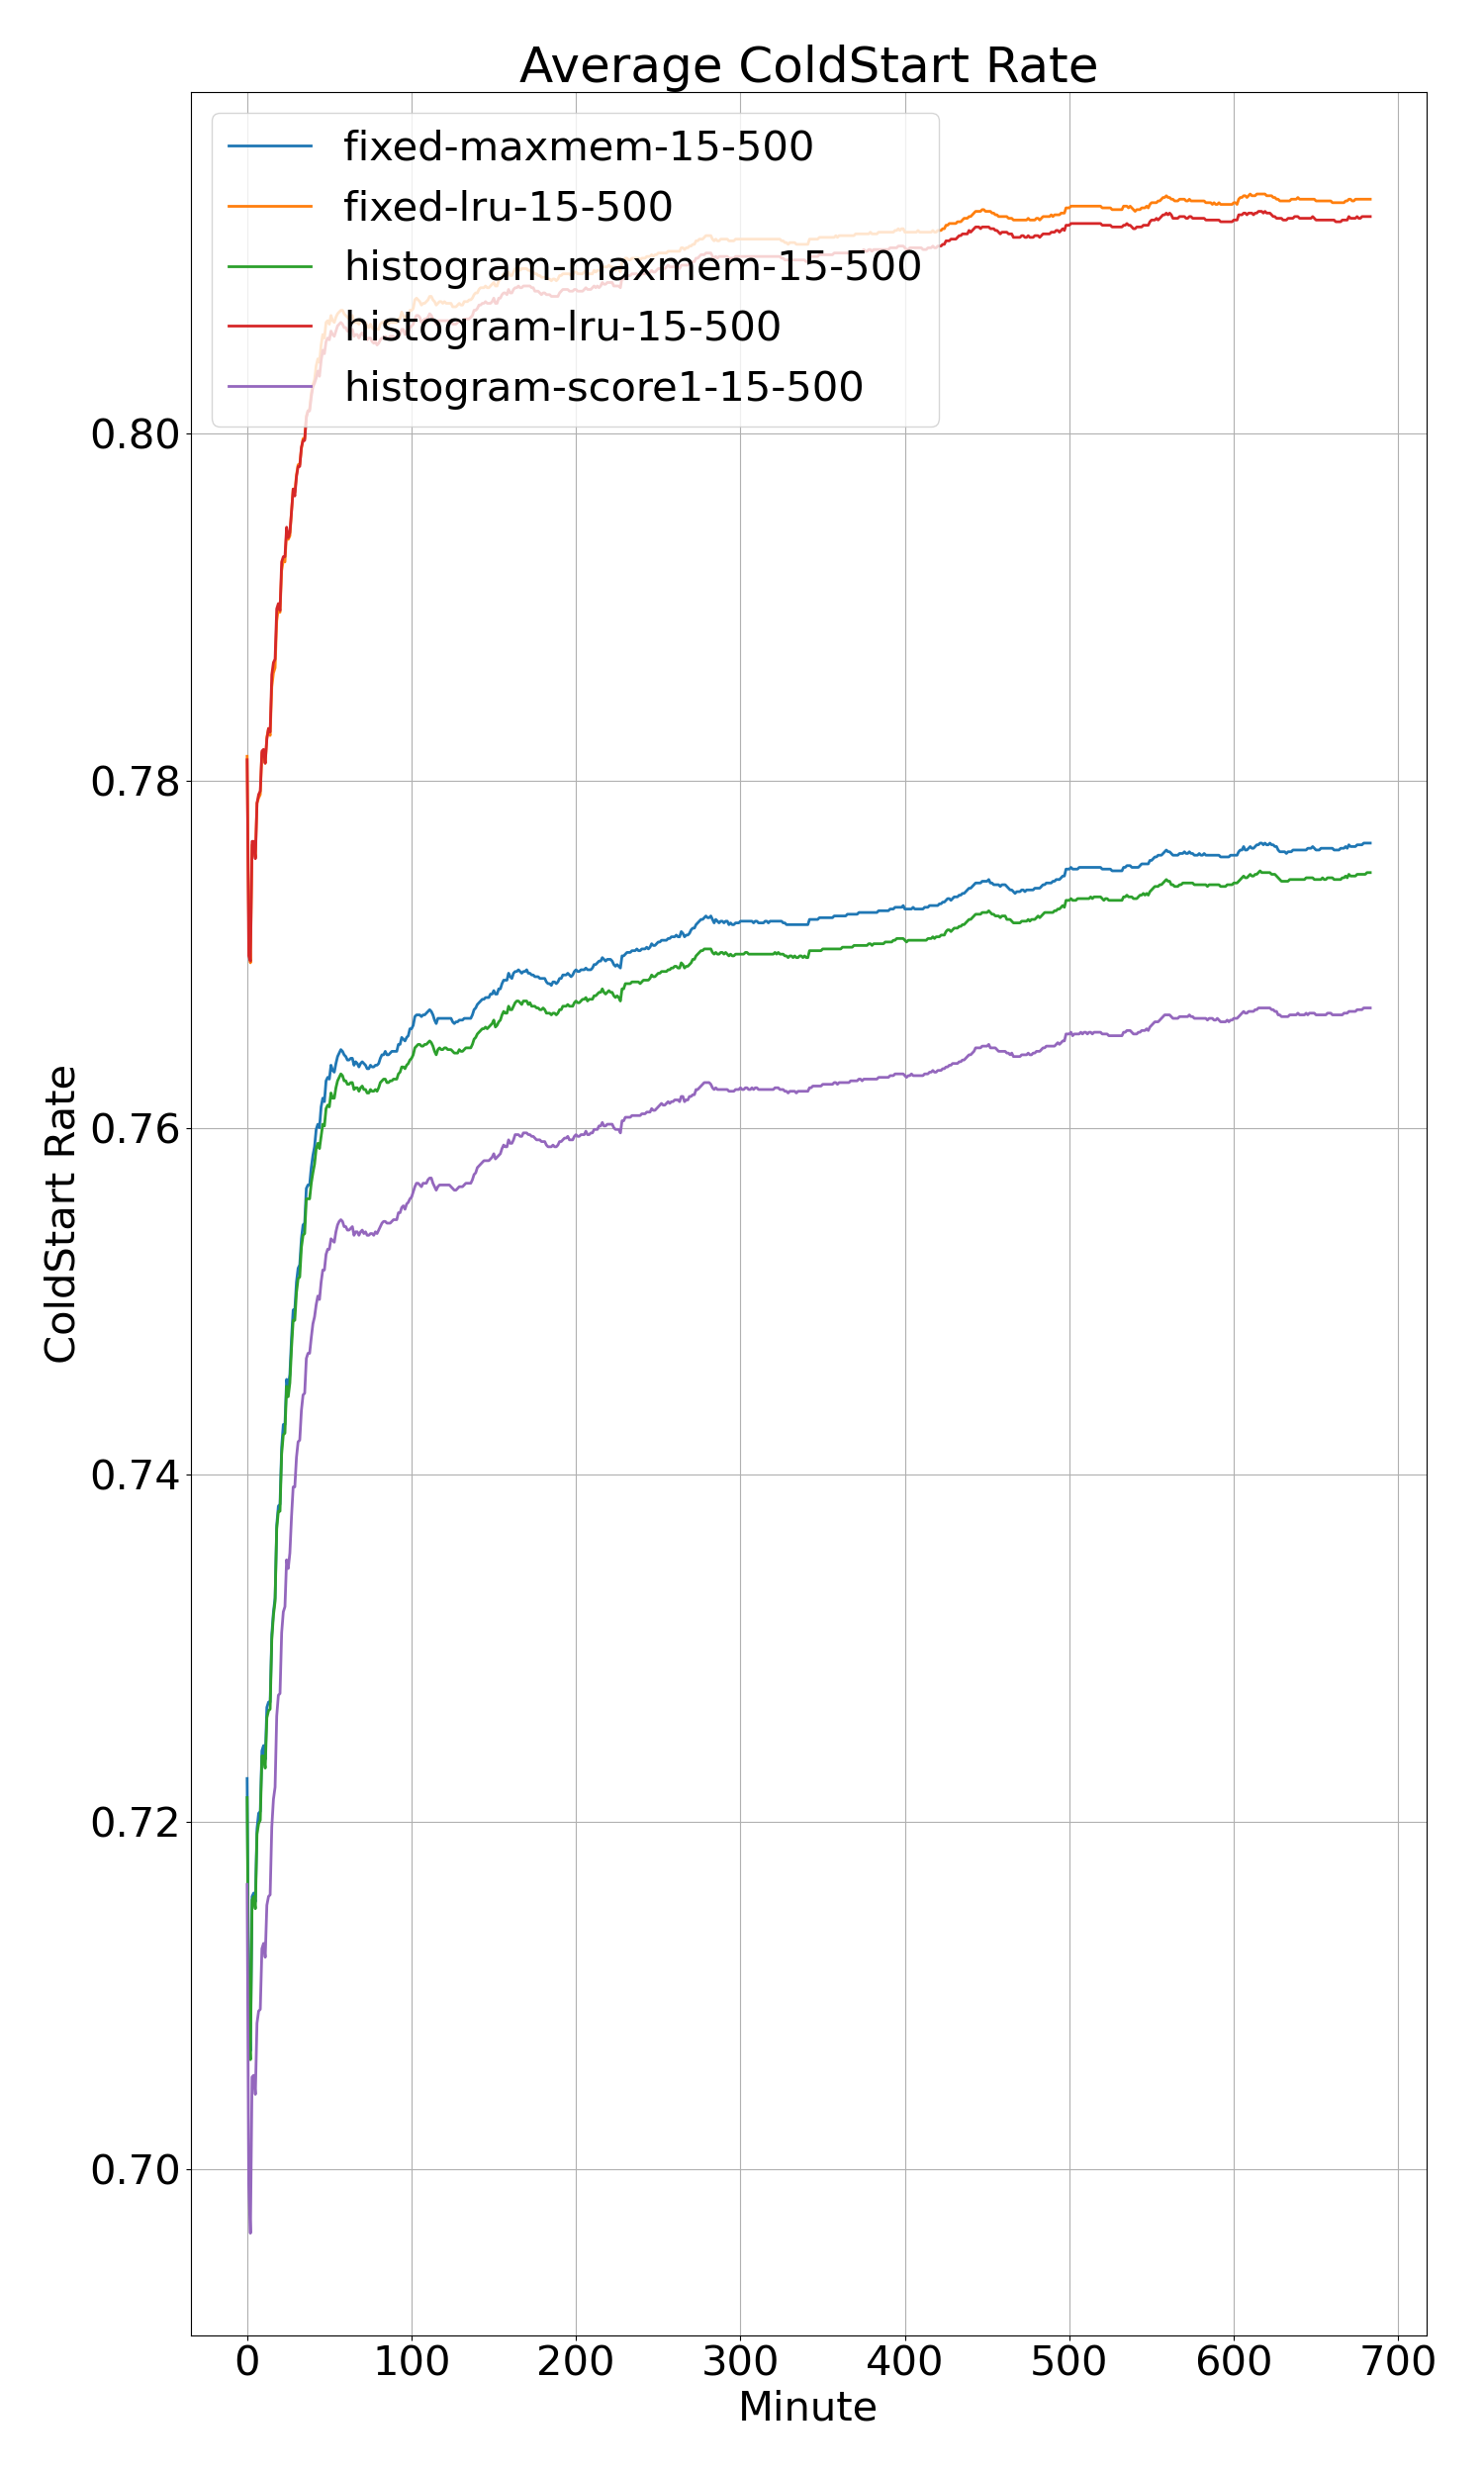 Average ColdStart Rate
fixed-maxmem-15-500
fixed-lru-15-500
histogram-maxmem-15-500
histogram-lru-15-500
histogram-score1-15-500
0.80
0.78
0.76
0.74
0.72
0.70
ColdStart Rate
0 100 200 300 400 500 600 700
Minute